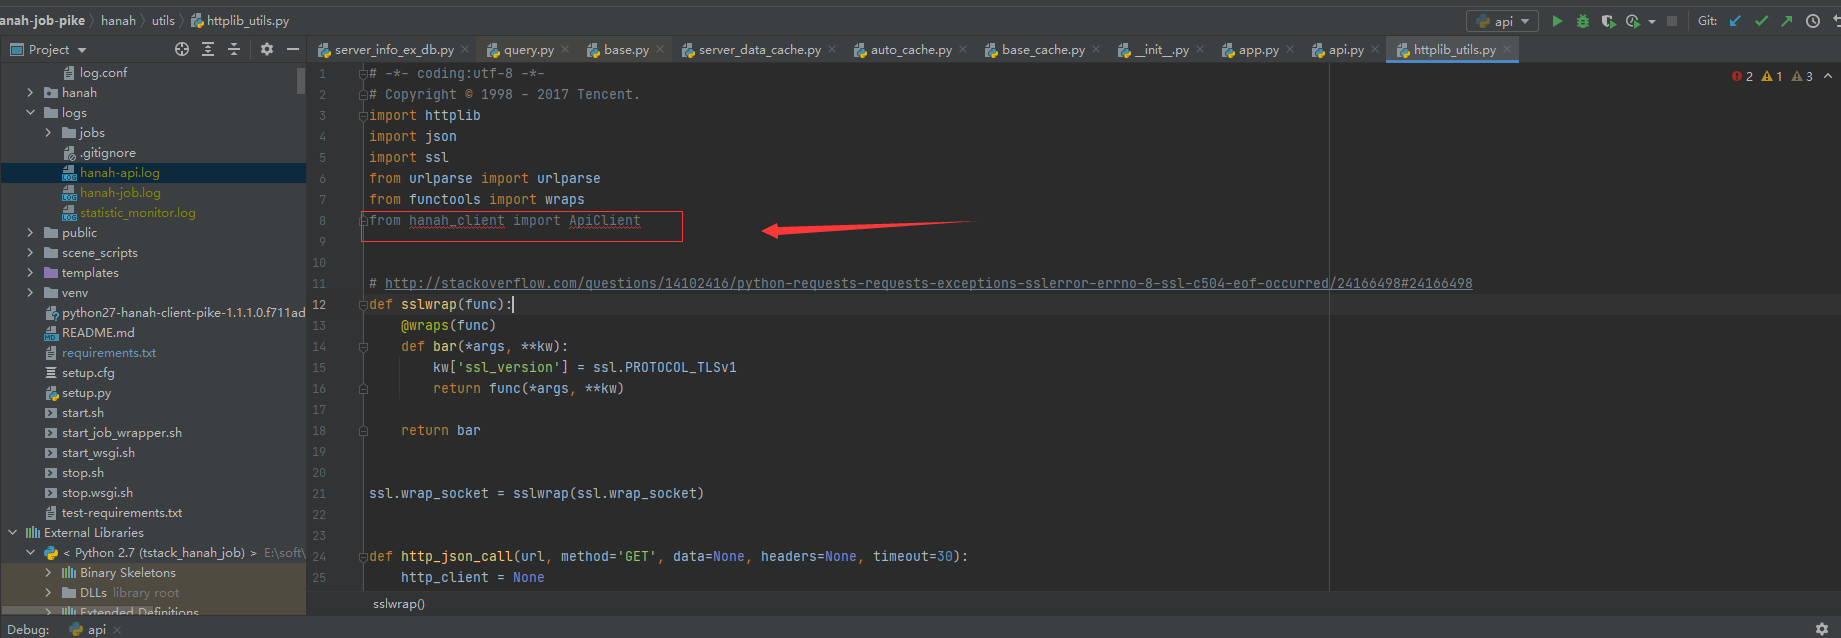 anah-job-pike hanah utils httplib_utils.py
api Git:
Project
server_info_ex_db.py query.py base.py server_data_cache.py auto_cache.py base_cache.py __init__.py app.py api.py httplib_utils.py
log.conf
hanah
logs
jobs
.gitignore
hanah-api.log
hanah-job.log
statistic_monitor.log
public
scene_scripts
templates
venv
python27-hanah-client-pike-1.1.1.0.f711ad
README.md
requirements.txt
setup.cfg
setup.py
start.sh
start_job_wrapper.sh
start_wsgi.sh
stop.sh
stop.wsgi.sh
test-requirements.txt
External Libraries
< Python 2.7 (tstack_hanah_job) > E:\soft\
Binary Skeletons
DLLs library root
Extended Definitions
2 1 3
1 # -*- coding:utf-8 -*-
2 # Copyright © 1998 - 2017 Tencent.
3 import httplib
4 import json
5 import ssl
6 from urlparse import urlparse
7 from functools import wraps
8 from hanah_client import ApiClient
9
10
11 # http://stackoverflow.com/questions/14102416/python-requests-requests-exceptions-sslerror-errno-8-ssl-c504-eof-occurred/24166498#24166498
12 def sslwrap(func):
13 @wraps(func)
14 def bar(*args, **kw):
15 kw['ssl_version'] = ssl.PROTOCOL_TLSv1
16 return func(*args, **kw)
17
18 return bar
19
20
21 ssl.wrap_socket = sslwrap(ssl.wrap_socket)
22
23
24 def http_json_call(url, method='GET', data=None, headers=None, timeout=30):
25 http_client = None
sslwrap()
Debug: api